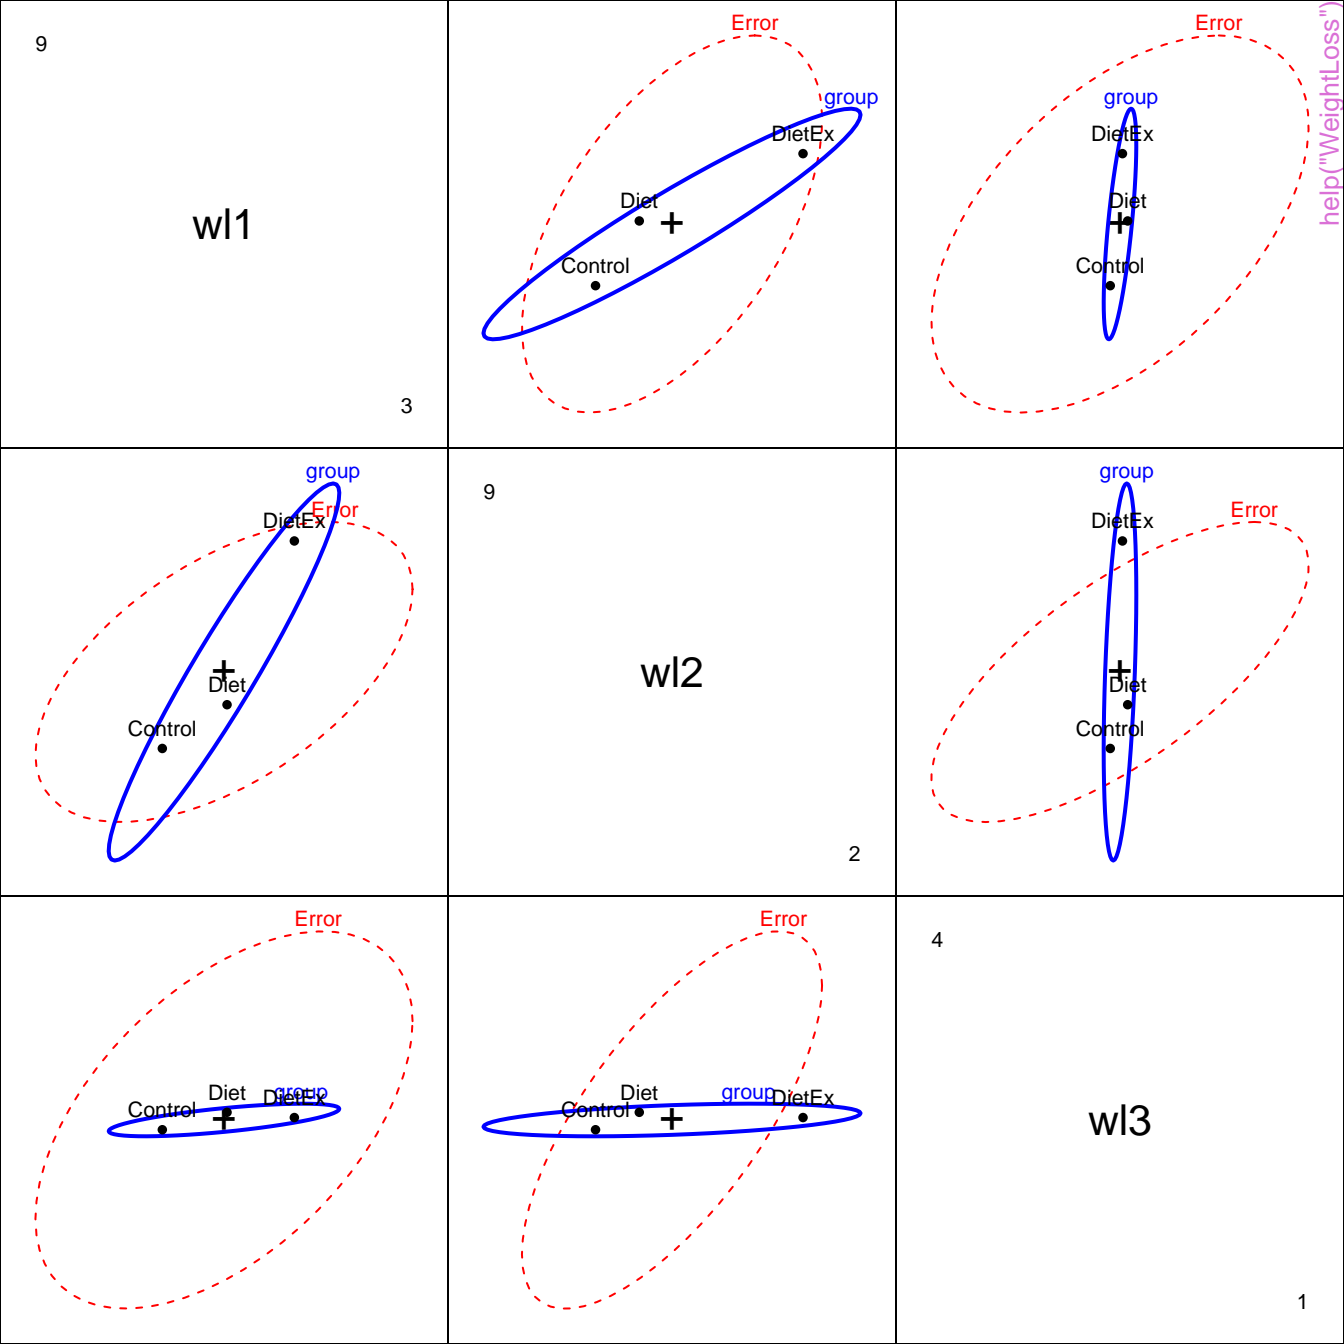 9
wl1
3
Error
group
DietEx
Diet
Control
Error
group
DietEx
Diet
Control
help("WeightLoss")
group
Error
DietEx
Diet
Control
9
wl2
2
group
Error
DietEx
Diet
Control
Error
group
Diet
DietEx
Control
Error
group
Diet
DietEx
Control
4
wl3
1